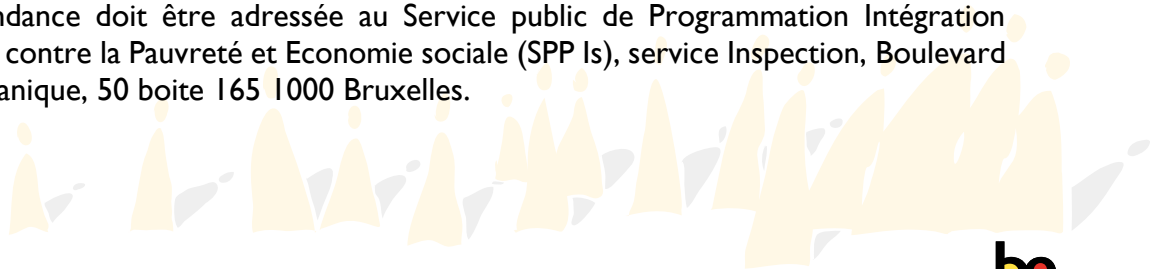 ndance doit être adressée au Service public de Programmation Intégration
contre la Pauvreté et Economie sociale (SPP Is), service Inspection, Boulevard
anique, 50 boite 165 1000 Bruxelles.
be